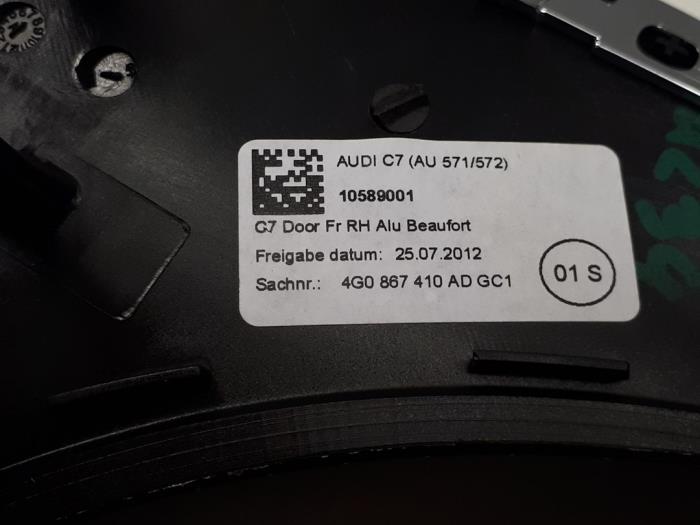 AUDI C7 (AU 571/572)
10589001
C7 Door Fr RH Alu Beaufort
Freigabe datum: 25.07.2012
Sachnr.: 4G0 867 410 AD GC1
01 S